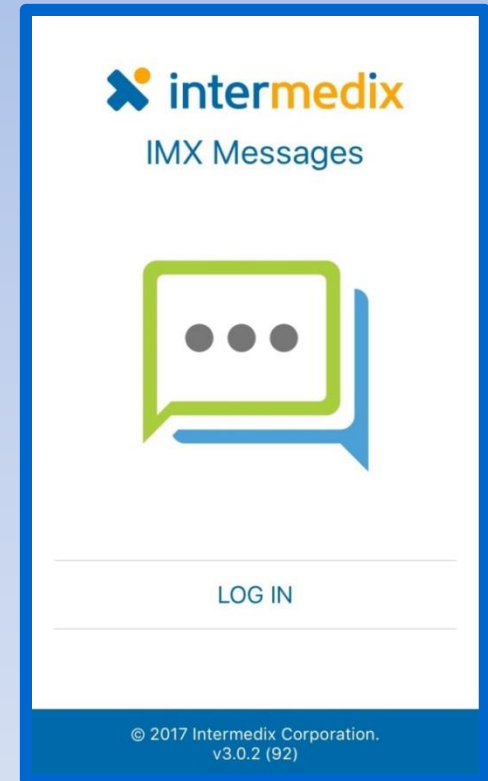 intermedix
IMX Messages
LOG IN
© 2017 Intermedix Corporation.
v3.0.2 (92)